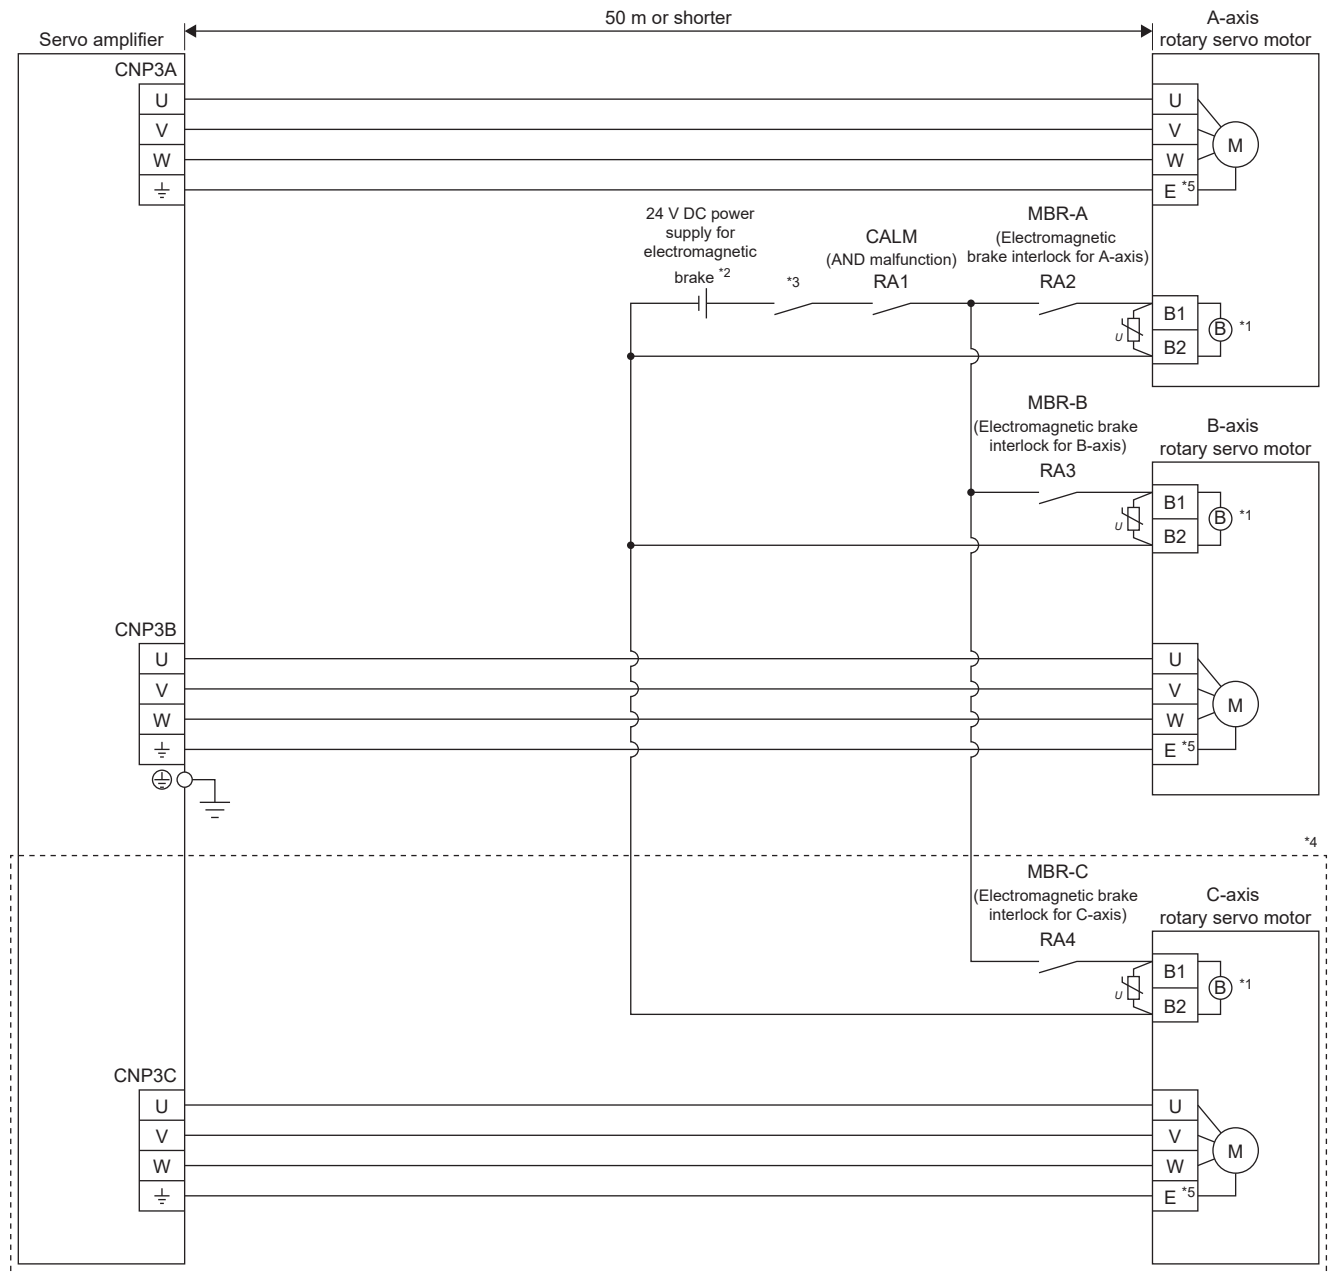 50 m or shorter
Servo amplifier
A-axis
rotary servo motor
CNP3A
U
V
W
U
V
W
E *5
M
24 V DC power
supply for
electromagnetic
brake *2
*3
CALM
(AND malfunction)
RA1
MBR-A
(Electromagnetic
brake interlock for A-axis)
RA2
U
B1
B2
B
*1
MBR-B
(Electromagnetic brake
interlock for B-axis)
RA3
B-axis
rotary servo motor
U
B1
B2
B
*1
CNP3B
U
V
W
U
V
W
E *5
M
*4
MBR-C
(Electromagnetic brake
interlock for C-axis)
RA4
C-axis
rotary servo motor
U
B1
B2
B
*1
CNP3C
U
V
W
U
V
W
E *5
M